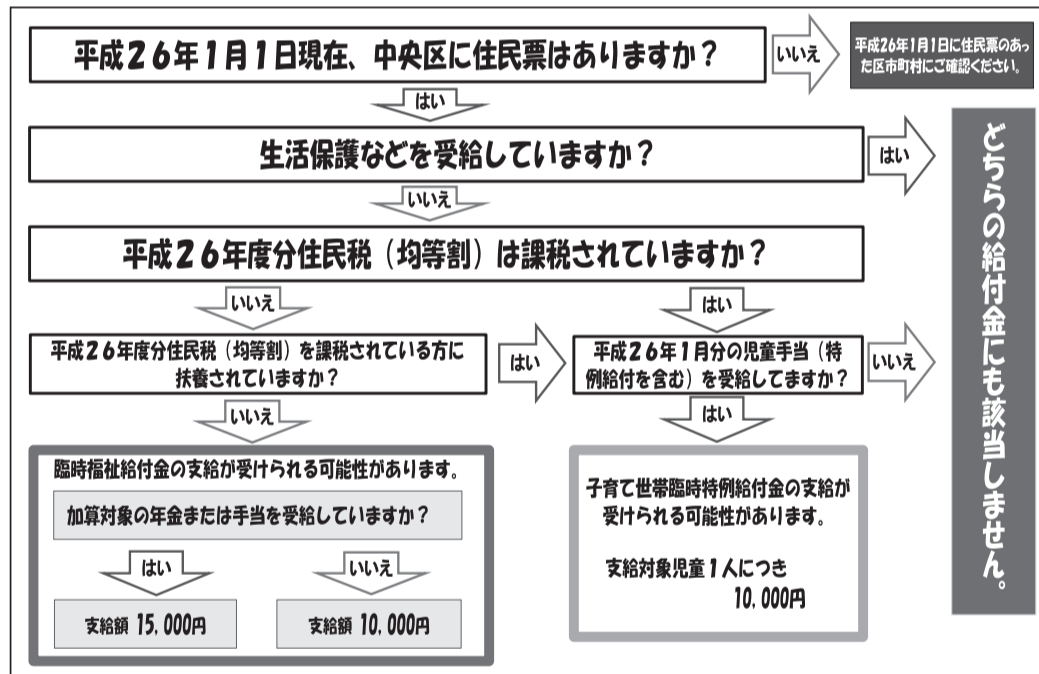 平成26年1月1日現在、中央区に住民票はありますか？
いいえ
平成26年1月1日に住民票のあっ
た区市町村にご確認ください。
はい
生活保護などを受給していますか？
はい
いいえ
平成26年度分住民税（均等割）は課税されていますか？
いいえ
はい
平成26年度分住民税（均等割）を課税されている方に
扶養されていますか？
はい
平成26年1月分の児童手当（特
例給付を含む）を受給してますか？
いいえ
いいえ
はい
臨時福祉給付金の支給が受けられる可能性があります。
加算対象の年金または手当を受給していますか？
はい
いいえ
支給額 15,000円
支給額 10,000円
子育て世帯臨時特例給付金の支給が
受けられる可能性があります。
支給対象児童1人につき
10,000円
どちらの給付金にも該当しません。